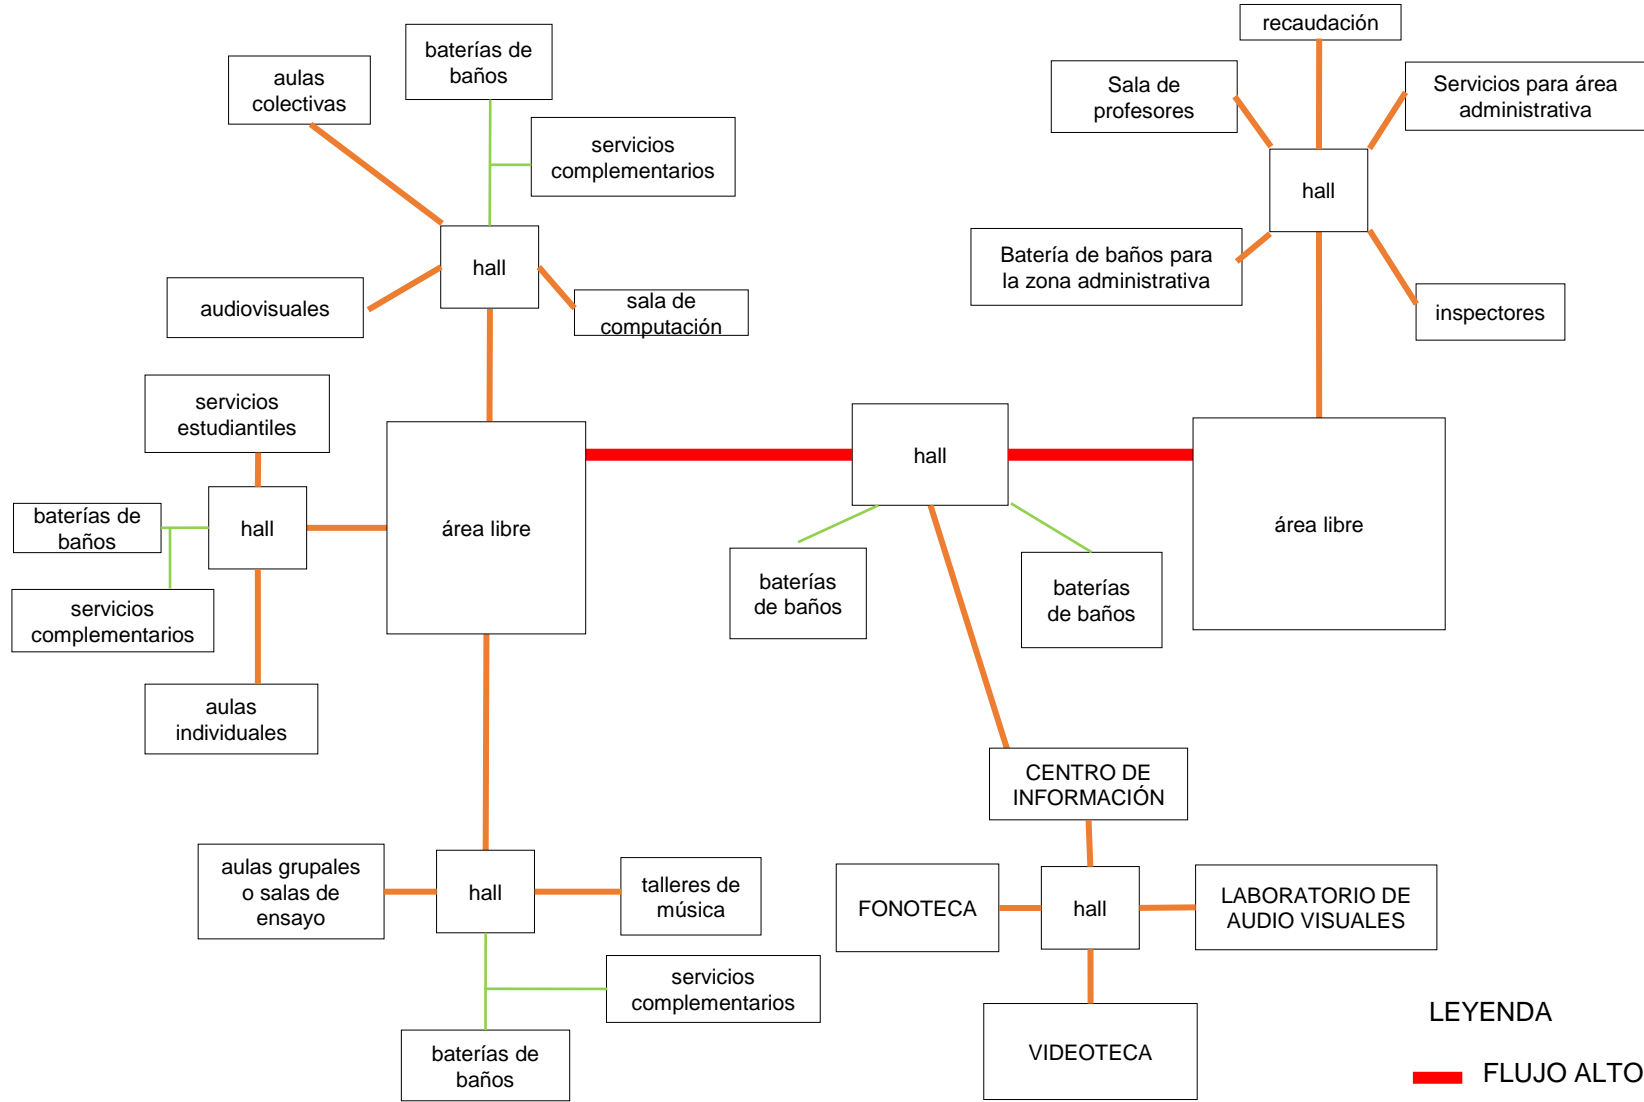 recaudación
baterías de
baños
aulas
colectivas
Sala de
profesores
Servicios para área
administrativa
servicios
complementarios
hall
hall
Batería de baños para
la zona administrativa
audiovisuales
sala de
computación
inspectores
servicios
estudiantiles
hall
baterías de
baños
hall
área libre
área libre
servicios
complementarios
baterías
de baños
baterías
de baños
aulas
individuales
CENTRO DE
INFORMACIÓN
aulas grupales
o salas de
ensayo
hall
talleres de
música
FONOTECA
hall
LABORATORIO DE
AUDIO VISUALES
servicios
complementarios
baterías de
baños
VIDEOTECA
LEYENDA
FLUJO ALTO